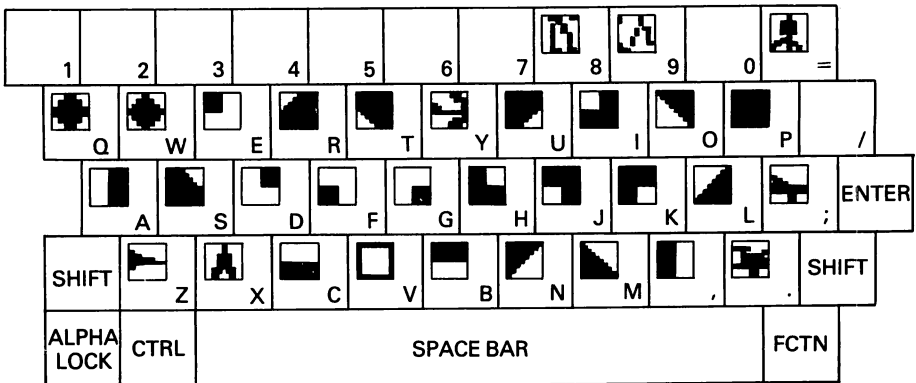 1 2 3 4 5 6 7 8 9 0 =
Q W E R T Y U I O P /
A S D F G H J K L ; ENTER
SHIFT Z X C V B N M , . SHIFT
ALPHA LOCK CTRL SPACE BAR FCTN